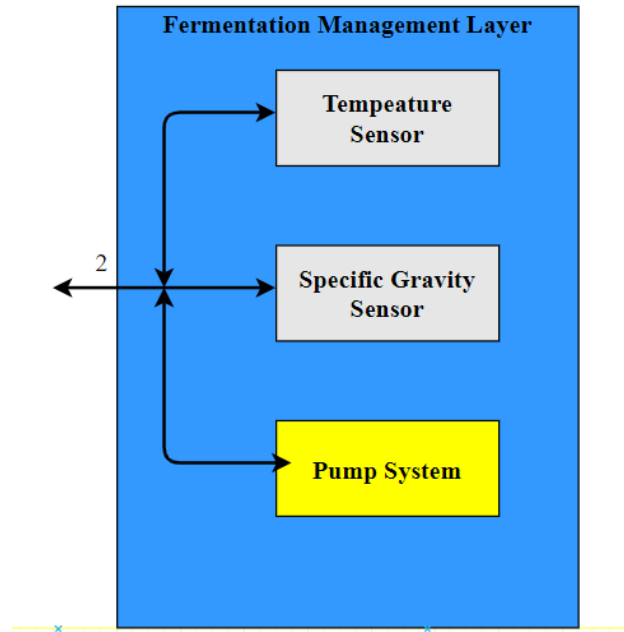 Fermentation Management Layer
Tempeature
Sensor
2
Specific Gravity
Sensor
Pump System